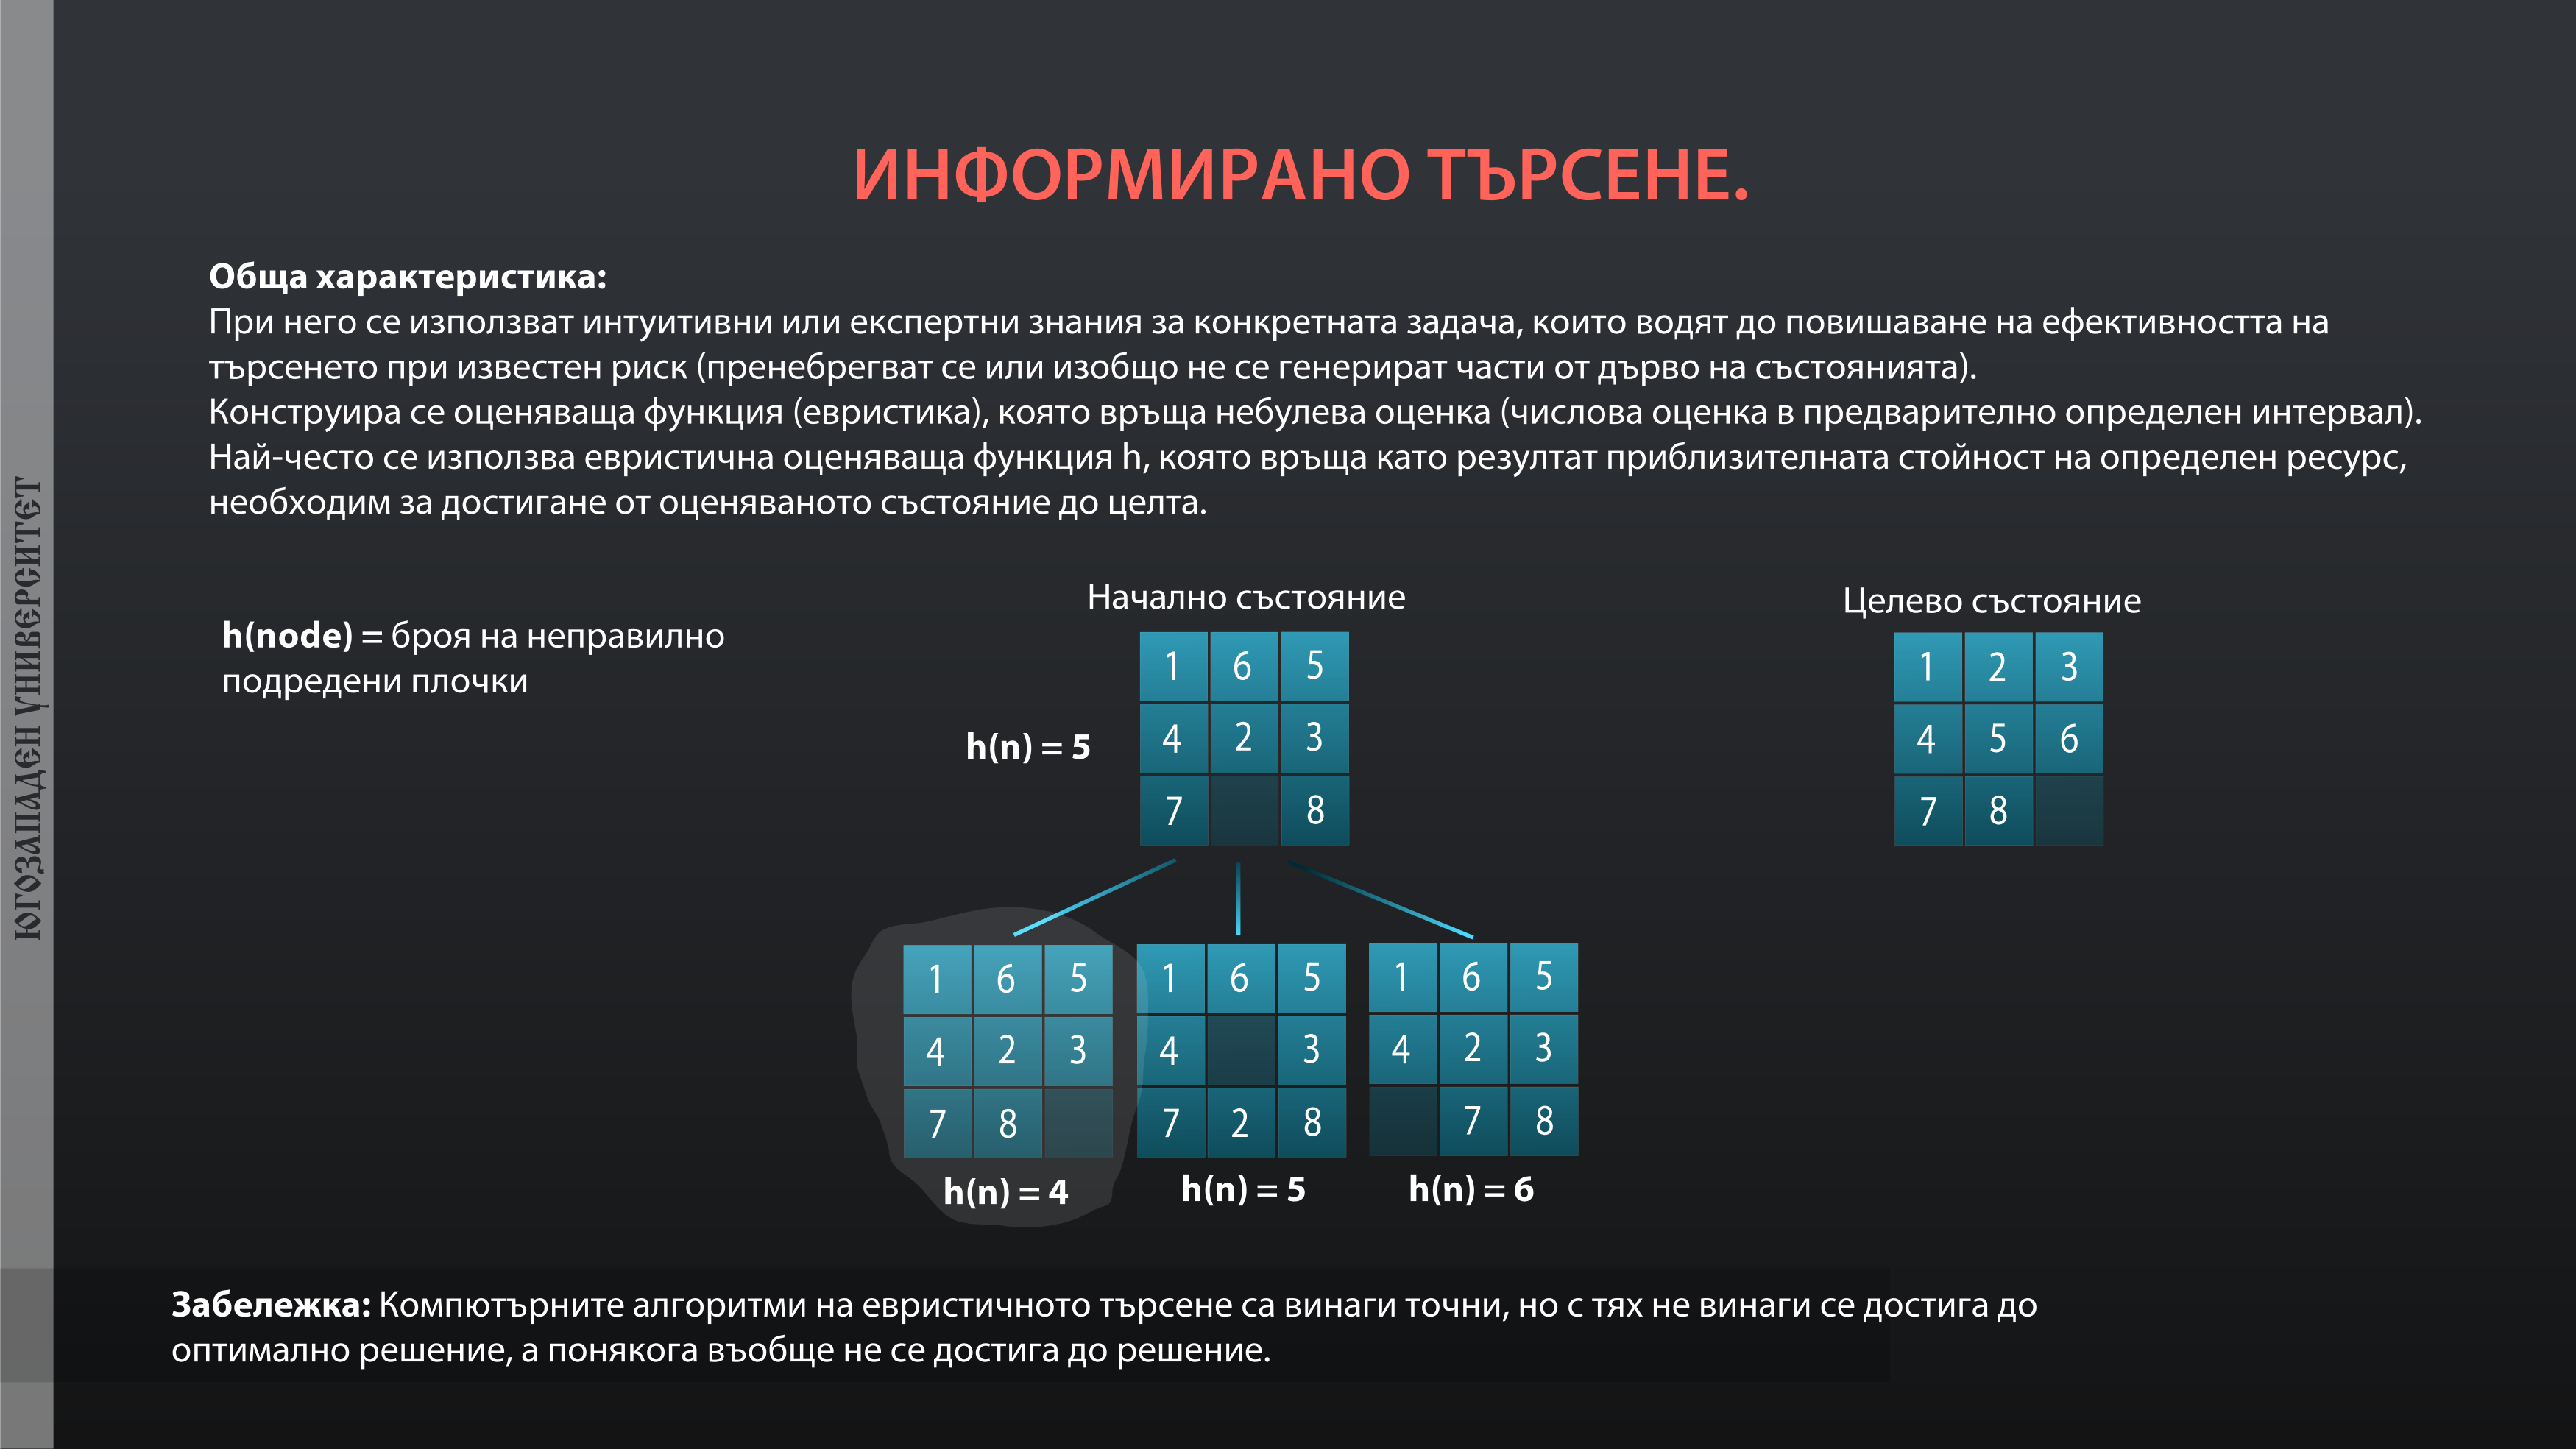 ЮГОЗАПАДЕН УНИВЕРСИТЕТ
ИНФОРМИРАНО ТЪРСЕНЕ.
Обща характеристика:
При него се използват интуитивни или експертни знания за конкретната задача, които водят до повишаване на ефективността на
търсенето при известен риск (пренебрегват се или изобщо не се генерират части от дърво на състоянията).
Конструира се оценяваща функция (евристика), която връща небулева оценка (числова оценка в предварително определен интервал).
Най-често се използва евристична оценяваща функция h, която връща като резултат приблизителната стойност на определен ресурс,
необходим за достигане от оценяваното състояние до целта.
h(node) = броя на неправилно
подредени плочки
Начално състояние
1 6 5
4 2 3
7 8
h(n) = 5
Целево състояние
1 2 3
4 5 6
7 8
1 6 5
4 2 3
7 8
h(n) = 4
1 6 5
4 3
7 2 8
h(n) = 5
1 6 5
4 2 3
7 8
h(n) = 6
Забележка: Компютърните алгоритми на евристичното търсене са винаги точни, но с тях не винаги се достига до
оптимално решение, а понякога въобще не се достига до решение.